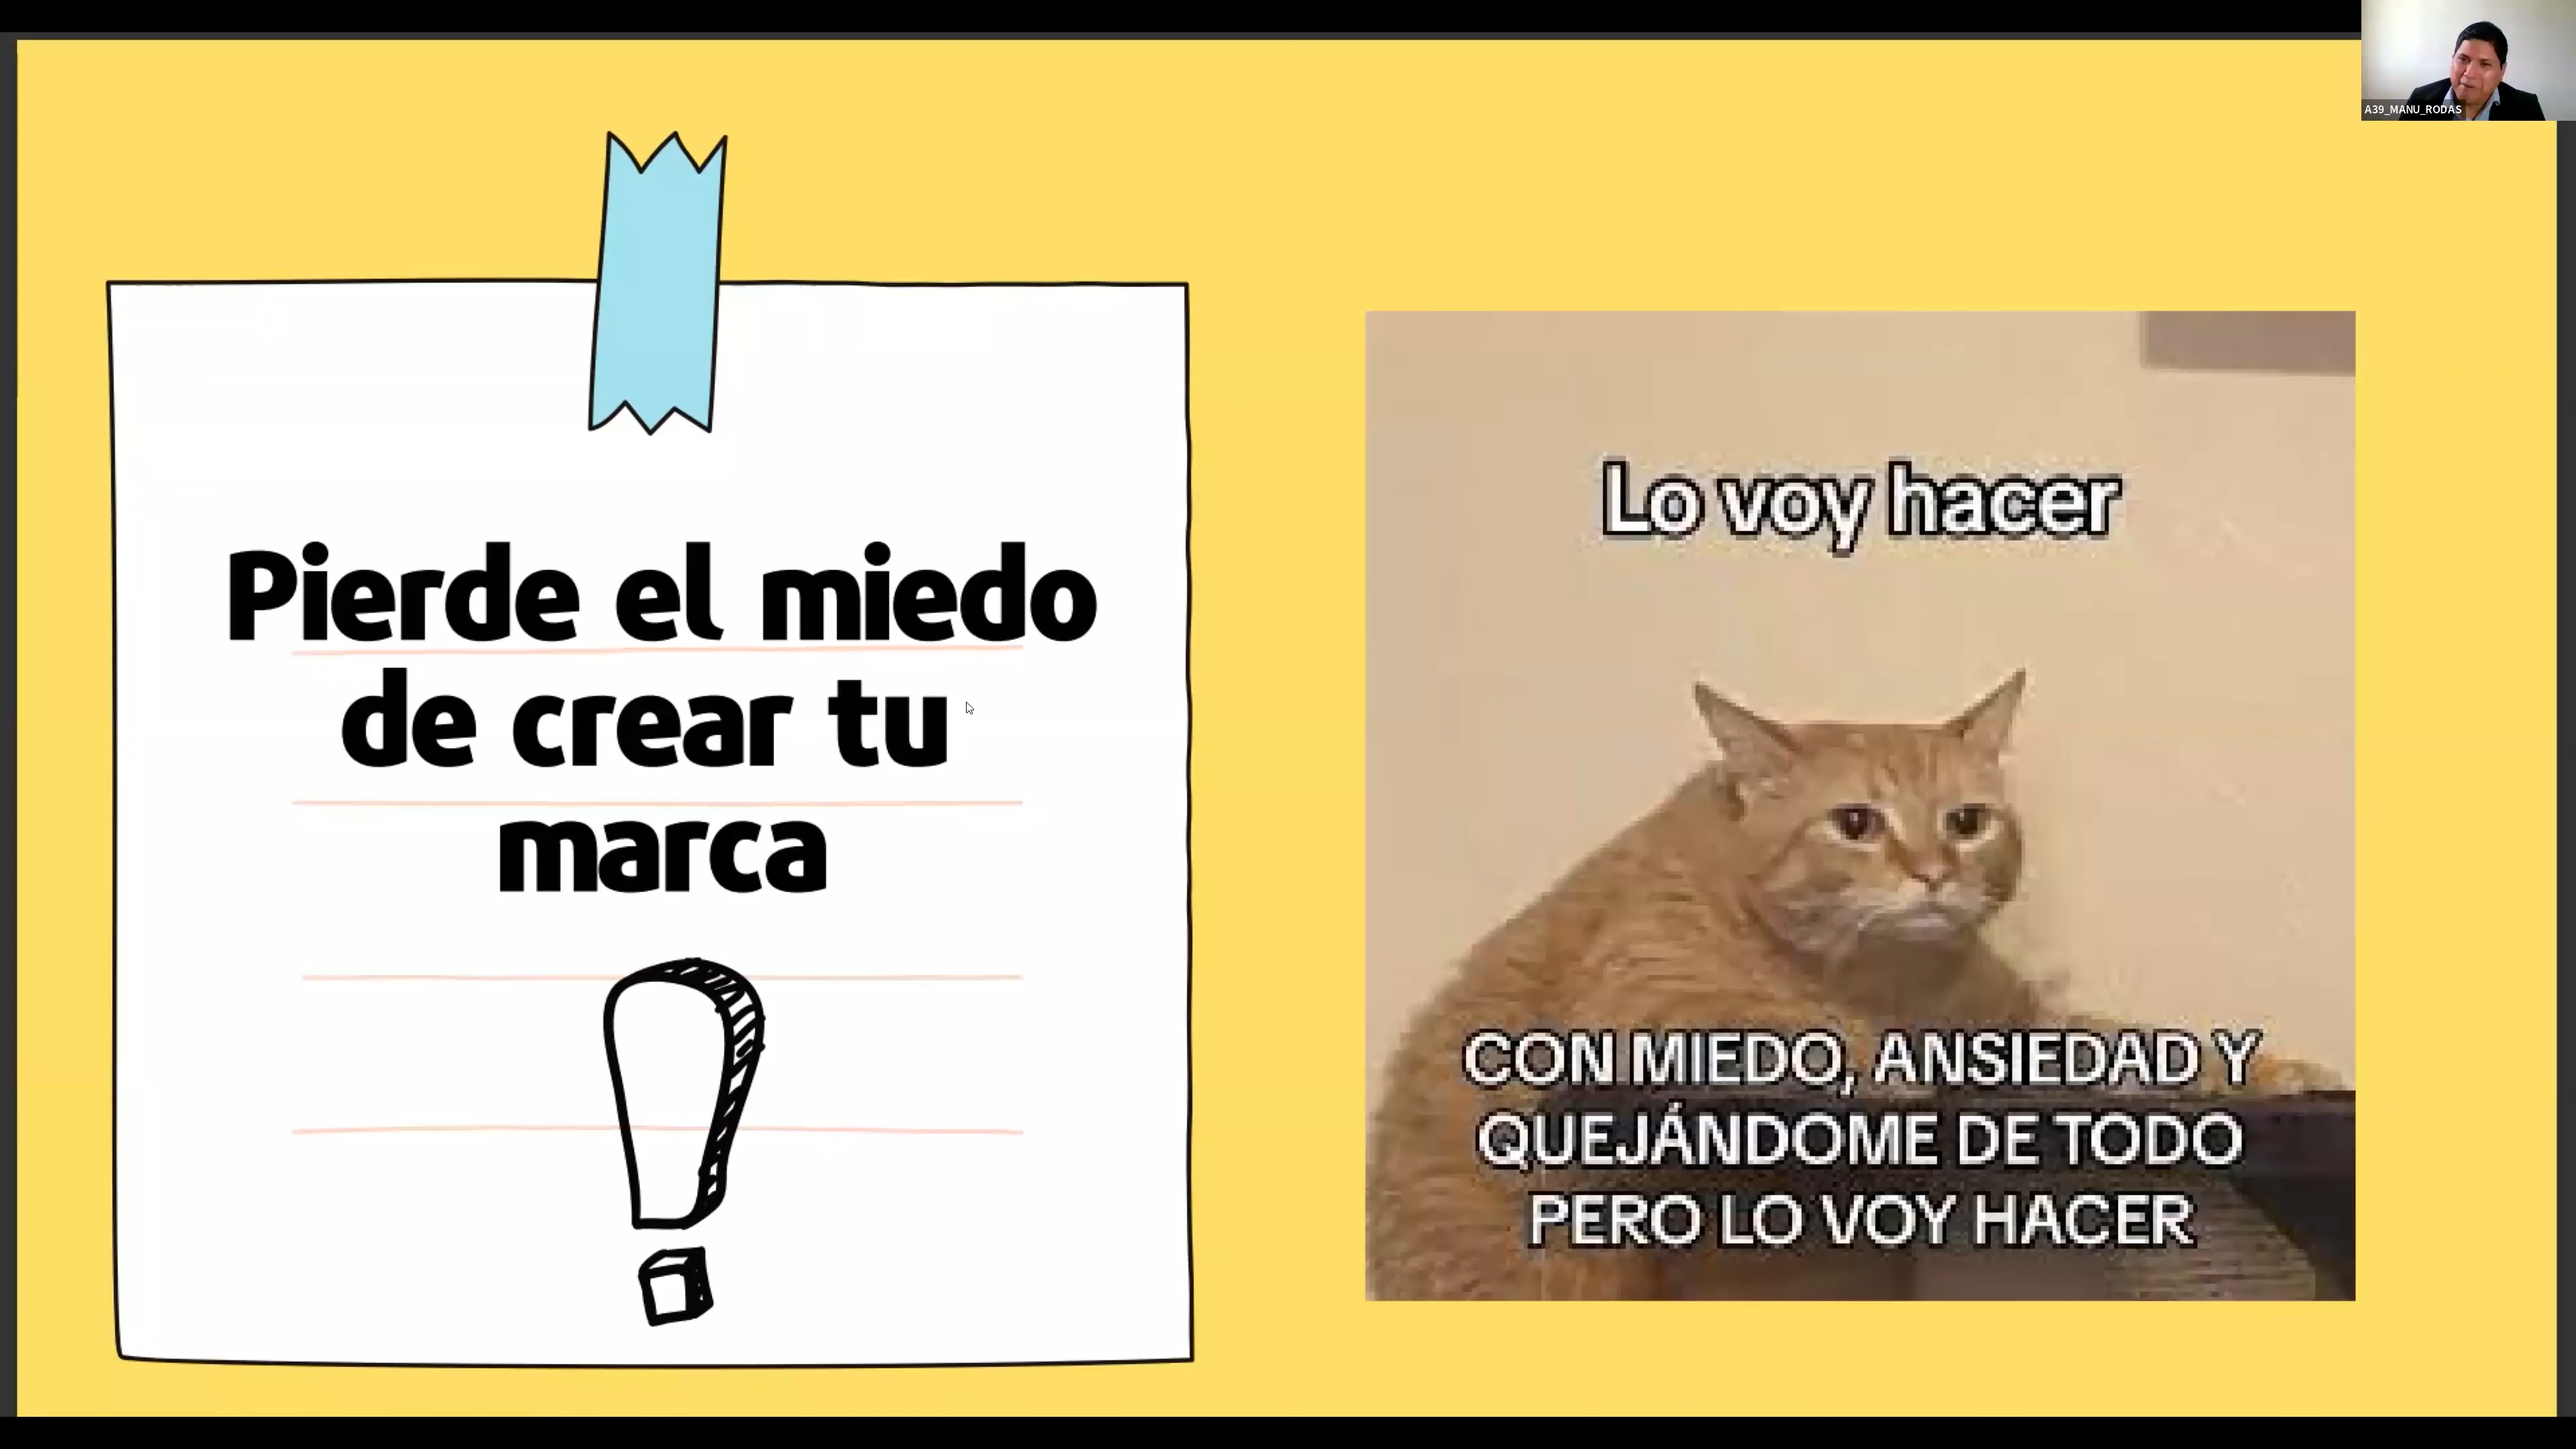 A39_MANU_RODAS
Pierde el miedo
de crear tu
marca
Lo voy hacer
CON MIEDO, ANSIEDAD Y
QUEJÁNDOME DE TODO
PERO LO VOY HACER